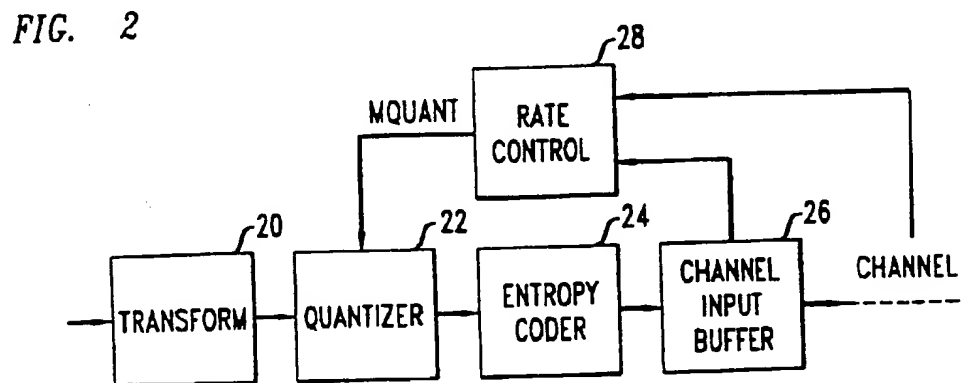 FIG. 2
28
MQUANT
RATE
CONTROL
20
22
24
26
TRANSFORM
QUANTIZER
ENTROPY
CODER
CHANNEL
INPUT
BUFFER
CHANNEL